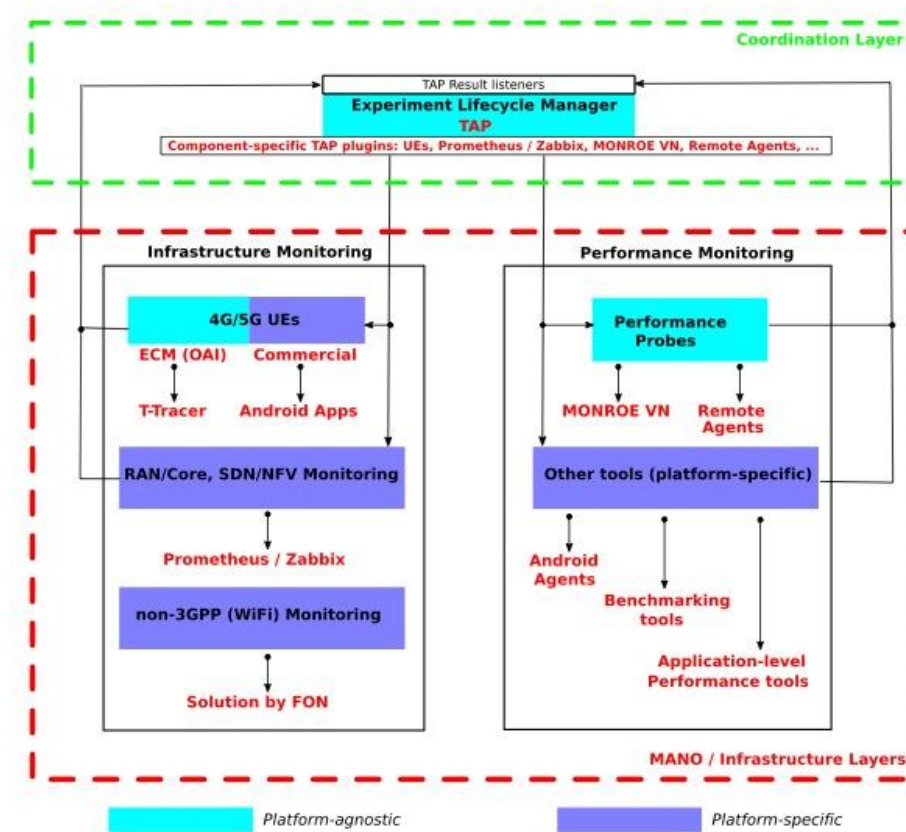 Coordination Layer
TAP Result listeners
Experiment Lifecycle Manager
TAP
Component-specific TAP plugins: UEs, Prometheus / Zabbix, MONROE VN, Remote Agents, ...
Infrastructure Monitoring
4G/5G UEs
ECM (OAI)
Commercial
T-Tracer
Android Apps
RAN/Core, SDN/NFV Monitoring
Prometheus / Zabbix
non-3GPP (WiFi) Monitoring
Solution by FON
Performance Monitoring
Performance
Probes
MONROE VN
Remote
Agents
Other tools (platform-specific)
Android
Agents
Benchmarking
tools
Application-level
Performance tools
MANO / Infrastructure Layers
Platform-agnostic
Platform-specific